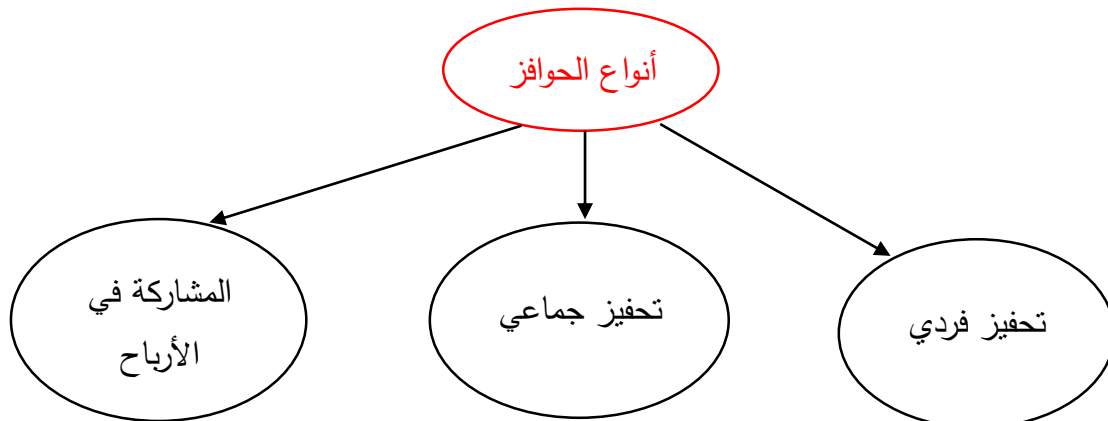 أنواع الحوافز
تحفيز فردي
تحفيز جماعي
المشاركة في
الأرباح